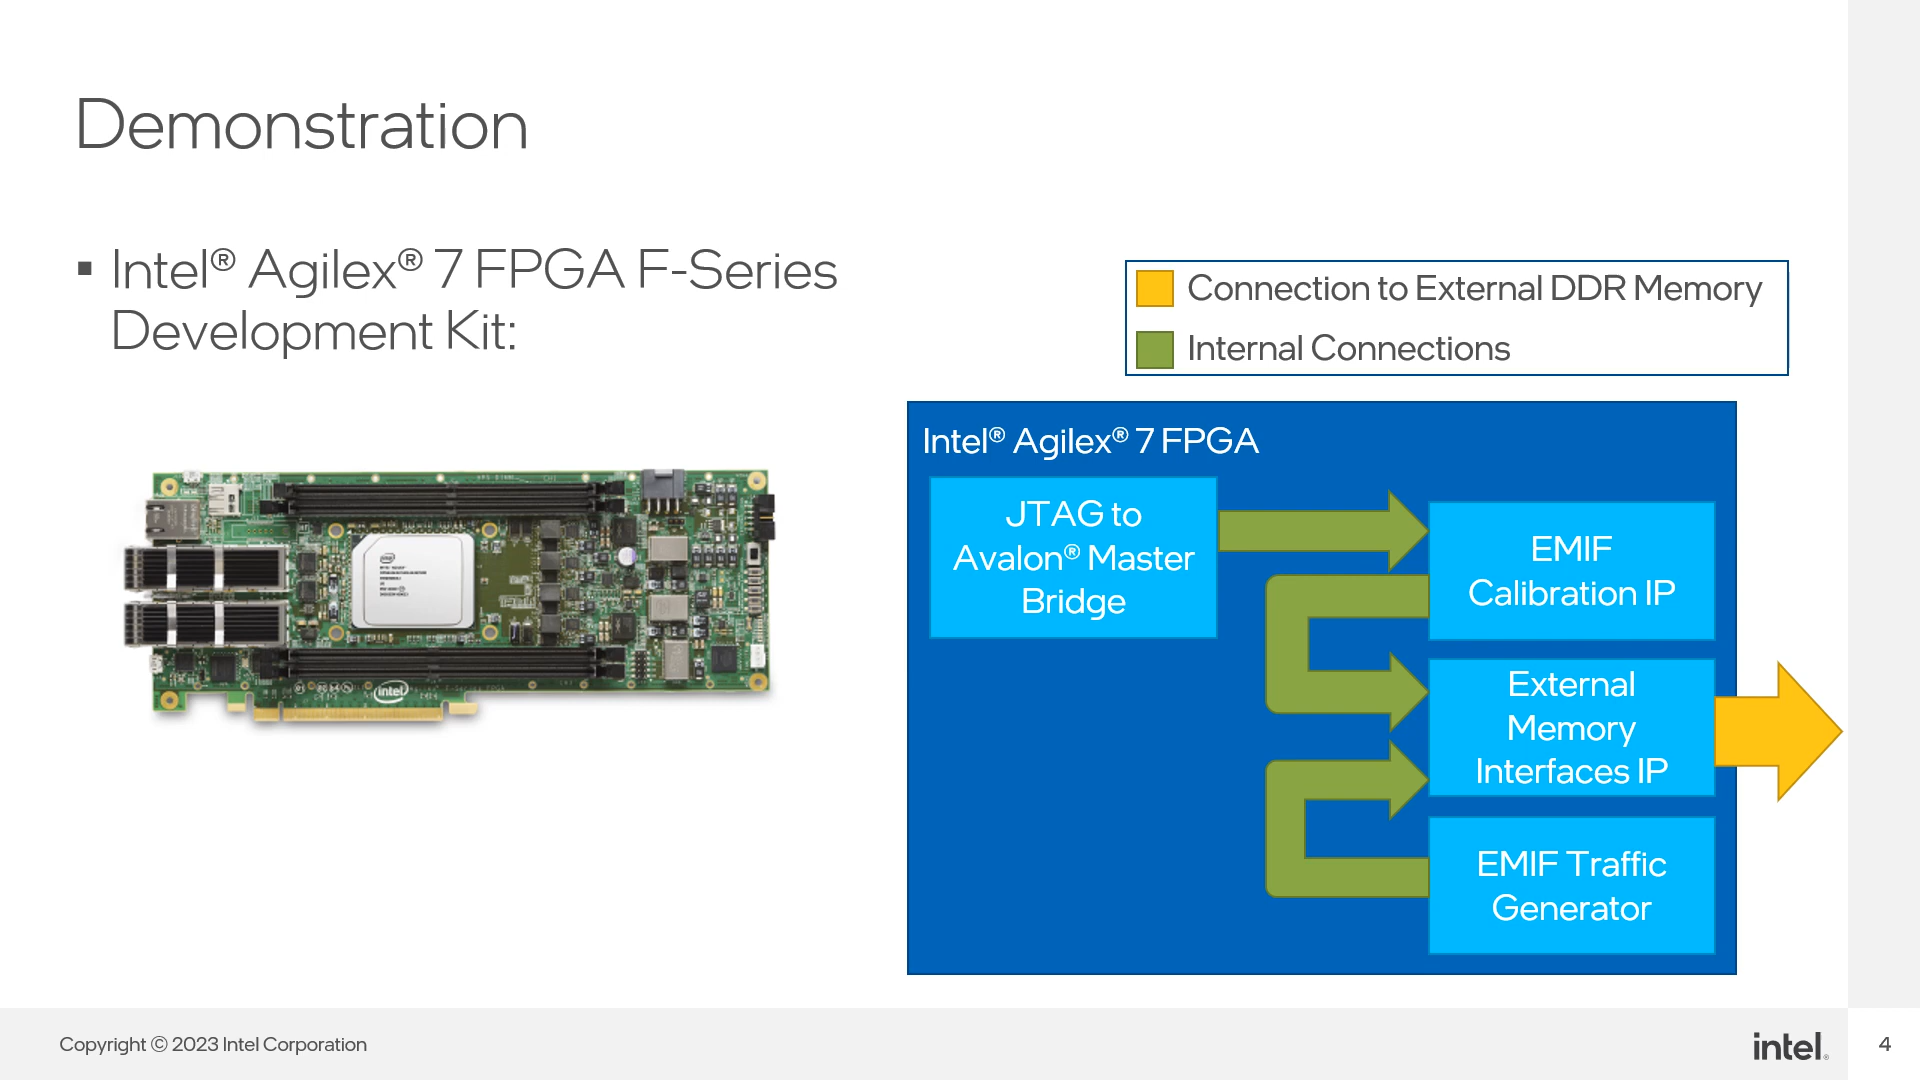 Demonstration
▪ Intel® Agilex® 7 FPGA F-Series
Development Kit:
Connection to External DDR Memory
Internal Connections
Intel® Agilex® 7 FPGA
JTAG to
Avalon® Master
Bridge
EMIF
Calibration IP
External
Memory
Interfaces IP
EMIF Traffic
Generator
intel
intel
Copyright © 2023 Intel Corporation
intel
4